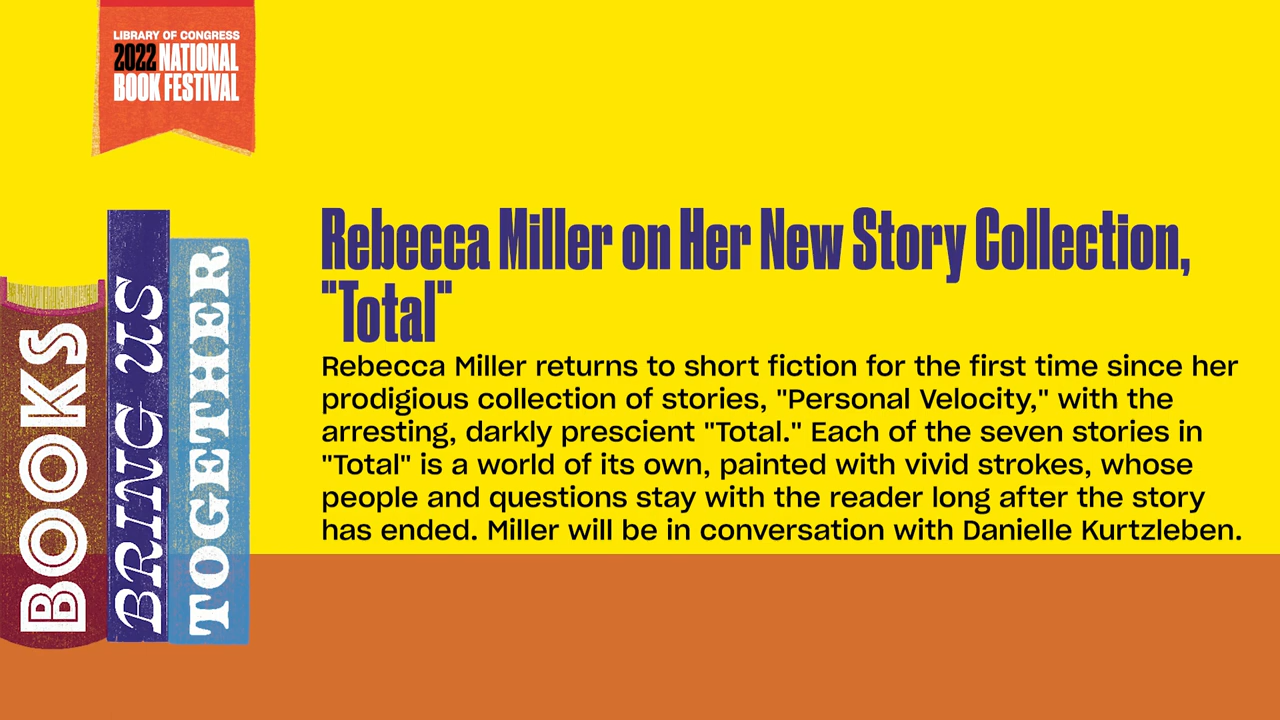 LIBRARY OF CONGRESS
2022 NATIONAL
BOOK FESTIVAL
BOOKS
BRING US
TOGETHER
Rebecca Miller on Her New Story Collection,
"Total"
Rebecca Miller returns to short fiction for the first time since her
prodigious collection of stories, "Personal Velocity," with the
arresting, darkly prescient "Total." Each of the seven stories in
"Total" is a world of its own, painted with vivid strokes, whose
people and questions stay with the reader long after the story
has ended. Miller will be in conversation with Danielle Kurtzleben.